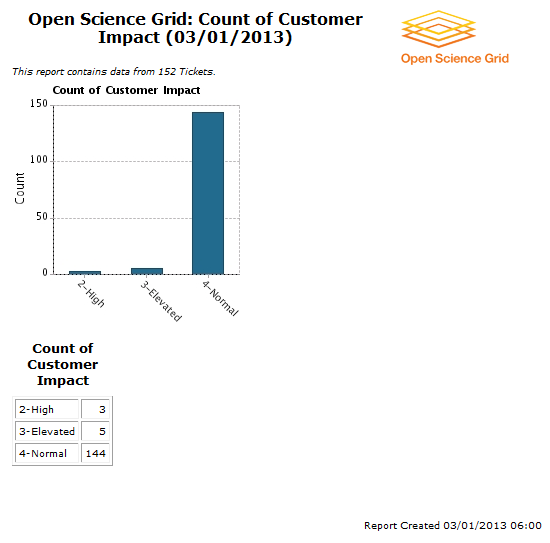 Open Science Grid: Count of Customer
Impact (03/01/2013)
Open Science Grid
This report contains data from 152 Tickets.
Count of Customer Impact
150
100
50
0
Count
2-High
3-Elevated
4-Normal
Count of
Customer
Impact
2-High 3
3-Elevated 5
4-Normal 144
Report Created 03/01/2013 06:00